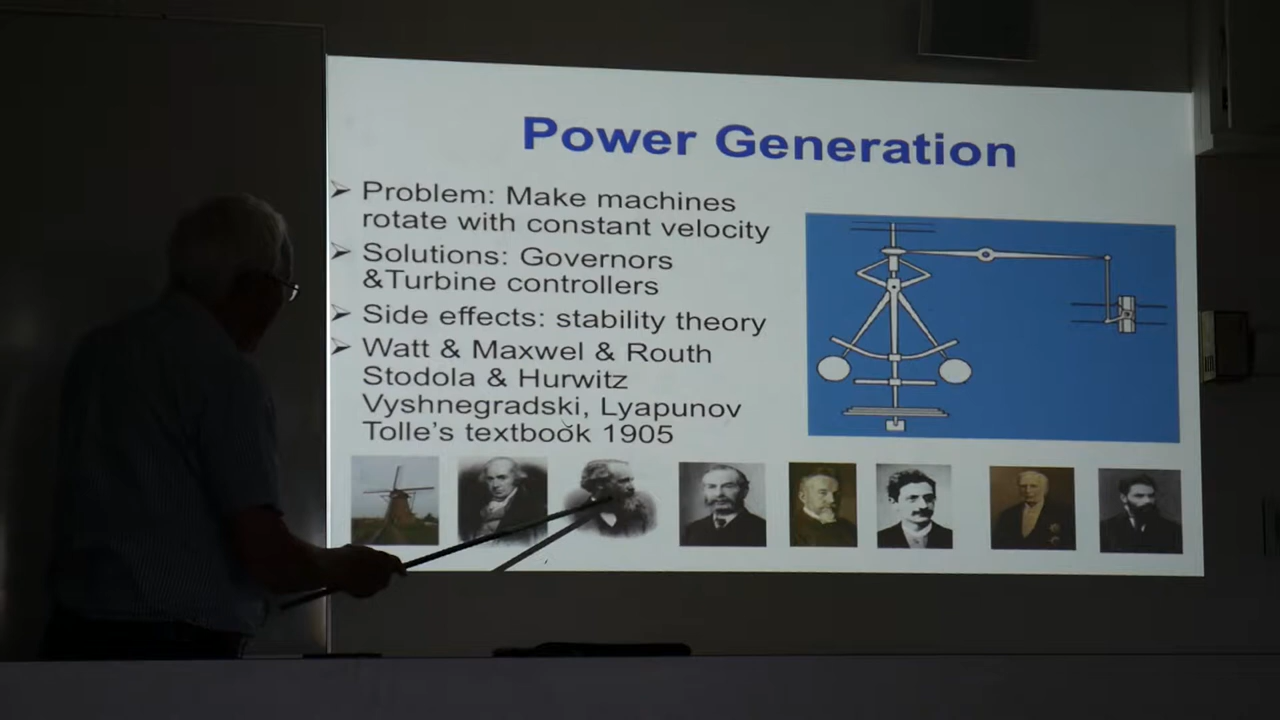 Power Generation
Problem: Make machines
rotate with constant velocity
Solutions: Governors
&Turbine controllers
Side effects: stability theory
Watt & Maxwel & Routh
Stodola & Hurwitz
Vyshnegradski, Lyapunov
Tolle's textbook 1905